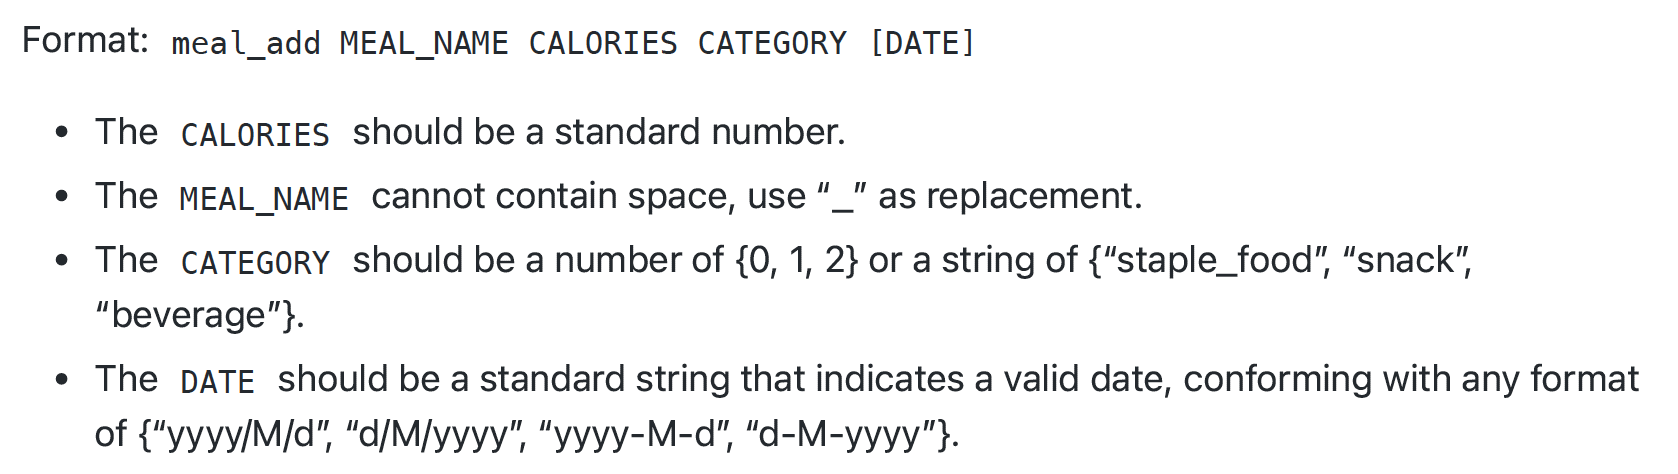 Format: meal_add MEAL_NAME CALORIES CATEGORY [DATE]
• The CALORIES should be a standard number.
• The MEAL_NAME cannot contain space, use “_” as replacement.
• The CATEGORY should be a number of {0, 1, 2} or a string of {“staple_food”, “snack”,
“beverage”}.
• The DATE should be a standard string that indicates a valid date, conforming with any format
of {“yyyy/M/d”, “d/M/yyyy”, “yyyy-M-d”, “d-M-yyyy”}.